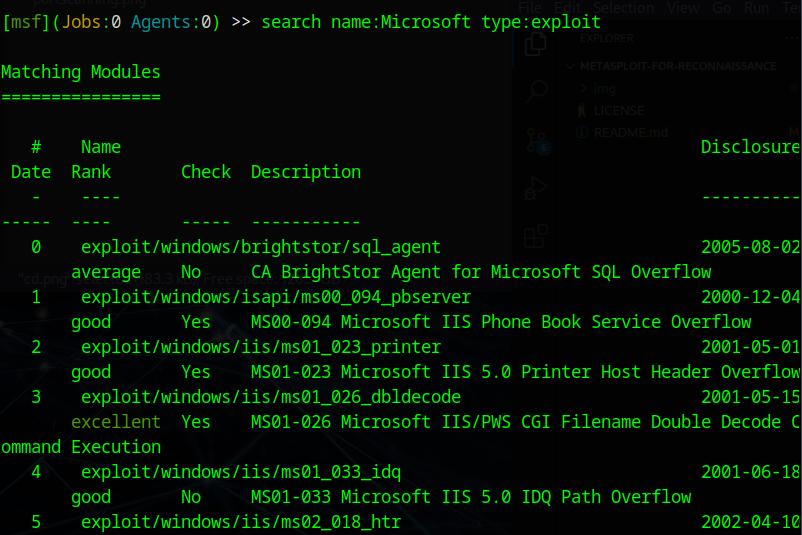 [msf](Jobs:0 Agents:0) >> search name:Microsoft type:exploit
Matching Modules
================
# Name Disclosure
Date Rank Check Description
- ---- ----------
----- ---- ----- -----------
0 exploit/windows/brightstor/sql_agent 2005-08-02
average No CA BrightStor Agent for Microsoft SQL Overflow
1 exploit/windows/isapi/ms00_094_pbserver 2000-12-04
good Yes MS00-094 Microsoft IIS Phone Book Service Overflow
2 exploit/windows/iis/ms01_023_printer 2001-05-01
good Yes MS01-023 Microsoft IIS 5.0 Printer Host Header Overflow
3 exploit/windows/iis/ms01_026_dbldecode 2001-05-15
excellent Yes MS01-026 Microsoft IIS/PWS CGI Filename Double Decode C
ommand Execution
4 exploit/windows/iis/ms01_033_idq 2001-06-18
good No MS01-033 Microsoft IIS 5.0 IDQ Path Overflow
5 exploit/windows/iis/ms02_018_htr 2002-04-10
File Edit Selection View Go Run
EXPLORER
METASPLOIT-FOR-RECONNAISSANCE
img
LICENSE
README.md